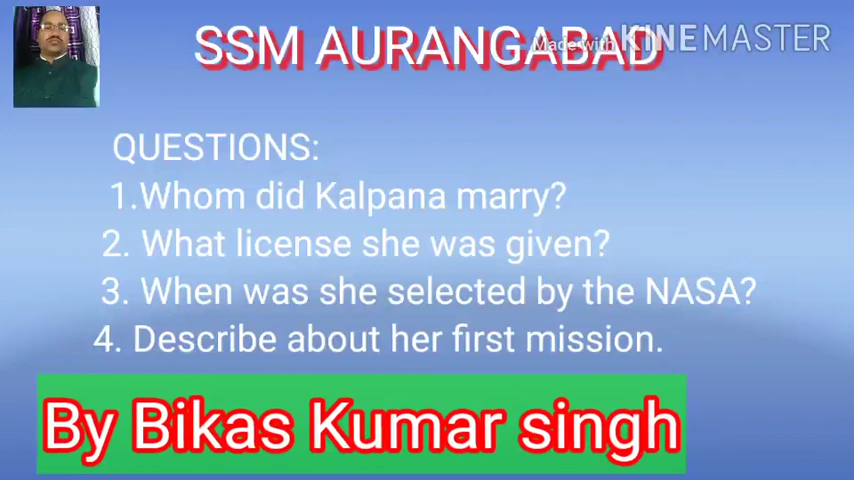 SSM AURANGABAD
Made with KINEMASTER
QUESTIONS:
1.Whom did Kalpana marry?
2. What license she was given?
3. When was she selected by the NASA?
4. Describe about her first mission.
By Bikas Kumar singh